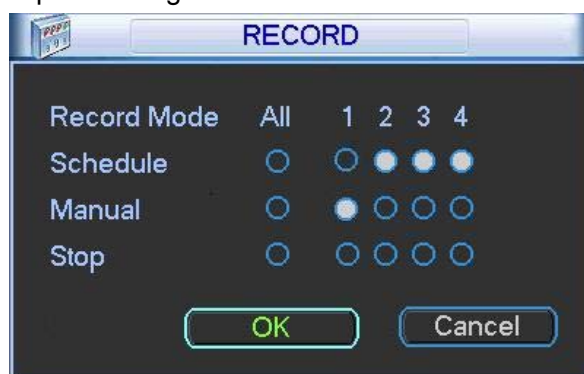 RECORD
Record Mode All 1 2 3 4
Schedule
Manual
Stop
OK Cancel